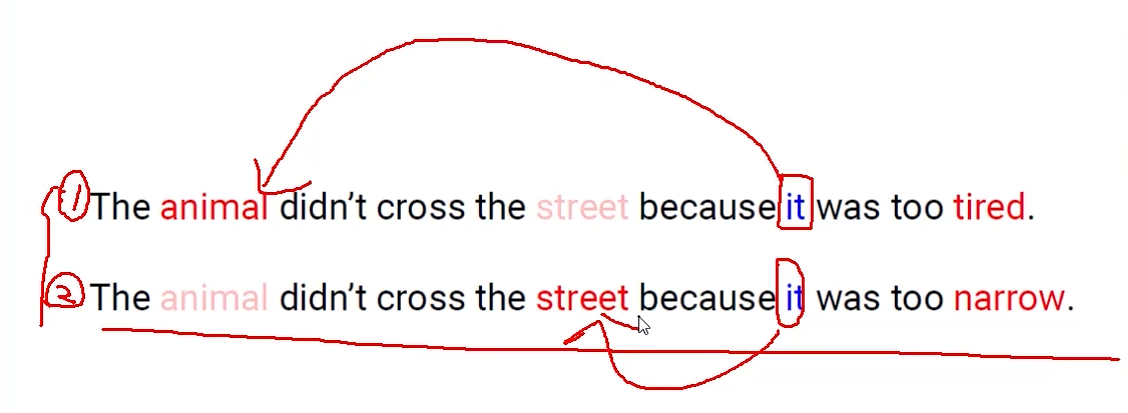 1 The animal didn’t cross the street because it was too tired.
2 The animal didn’t cross the street because it was too narrow.